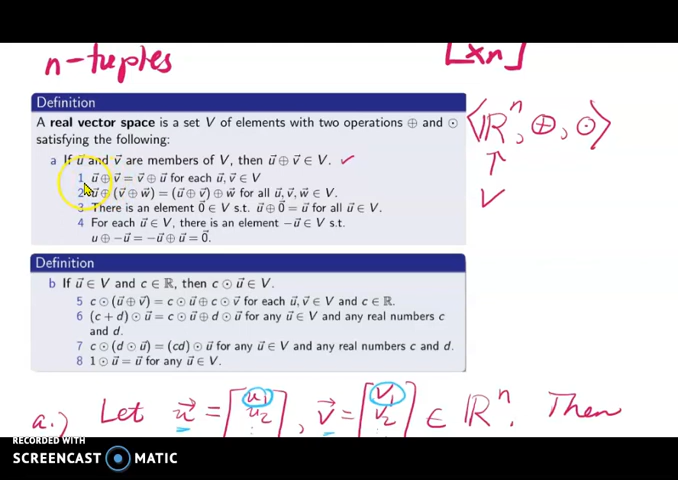 n-tuples
[xn]
Definition
A real vector space is a set V of elements with two operations ⊕ and ⊙
satisfying the following:
a If u⃗ and v⃗ are members of V, then u⃗ ⊕ v⃗ ∈ V. ✓
1 u⃗ ⊕ v⃗ = v⃗ ⊕ u⃗ for each u⃗, v⃗ ∈ V
2 u⃗ ⊕ (v⃗ ⊕ w⃗) = (u⃗ ⊕ v⃗) ⊕ w⃗ for all u⃗, v⃗, w⃗ ∈ V.
3 There is an element 0⃗ ∈ V s.t. u⃗ ⊕ 0⃗ = u⃗ for all u⃗ ∈ V.
4 For each u⃗ ∈ V, there is an element −u⃗ ∈ V s.t.
u ⊕ −u⃗ = −u⃗ ⊕ u⃗ = 0⃗.
⟨ℝⁿ, ⊕, ⊙⟩
↑
V
Definition
b If u⃗ ∈ V and c ∈ ℝ, then c ⊙ u⃗ ∈ V.
5 c ⊙ (u⃗ ⊕ v⃗) = c ⊙ u⃗ ⊕ c ⊙ v⃗ for each u⃗, v⃗ ∈ V and c ∈ ℝ.
6 (c + d) ⊙ u⃗ = c ⊙ u⃗ ⊕ d ⊙ u⃗ for any u⃗ ∈ V and any real numbers c
and d.
7 c ⊙ (d ⊙ u⃗) = (cd) ⊙ u⃗ for any u⃗ ∈ V and any real numbers c and d.
8 1 ⊙ u⃗ = u⃗ for any u⃗ ∈ V.
a.) Let u⃗ = [u₁ u₂ :], v⃗ = [v₁ v₂ :] ∈ ℝⁿ. Then
RECORDED WITH
SCREENCAST MATIC